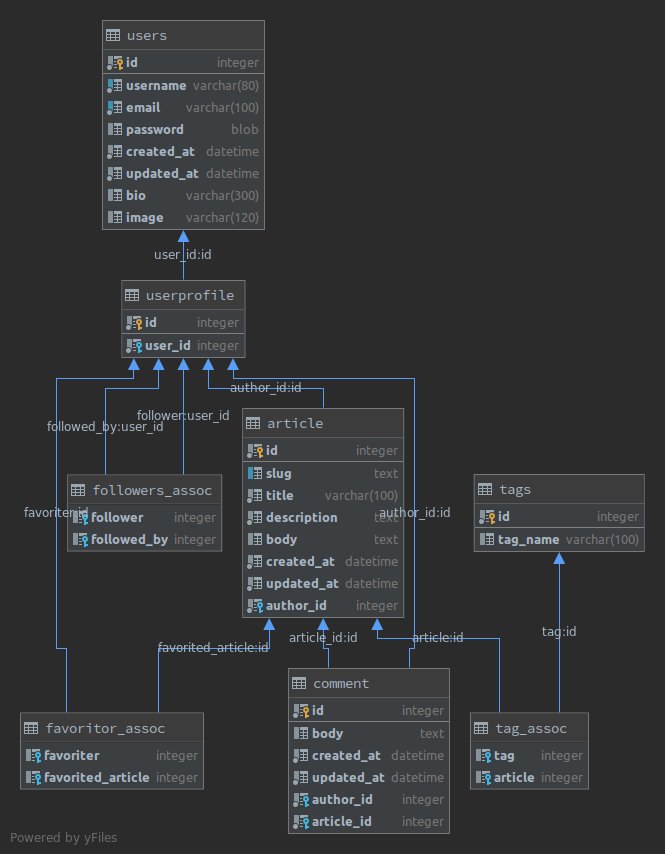 users
id integer
username varchar(80)
email varchar(100)
password blob
created_at datetime
updated_at datetime
bio varchar(300)
image varchar(120)
user_id:id
userprofile
id integer
user_id integer
author_id:id
follower:user_id
followed_by:user_id
article
id integer
slug text
title varchar(100)
description text
body text
created_at datetime
updated_at datetime
author_id integer
followers_assoc
follower integer
followed_by integer
favoriter:id
author_id:id
tags
id integer
tag_name varchar(100)
favorited_article:id
article_id:id
article:id
tag:id
comment
id integer
body text
created_at datetime
updated_at datetime
author_id integer
article_id integer
favoritor_assoc
favoriter integer
favorited_article integer
tag_assoc
tag integer
article integer
Powered by yFiles